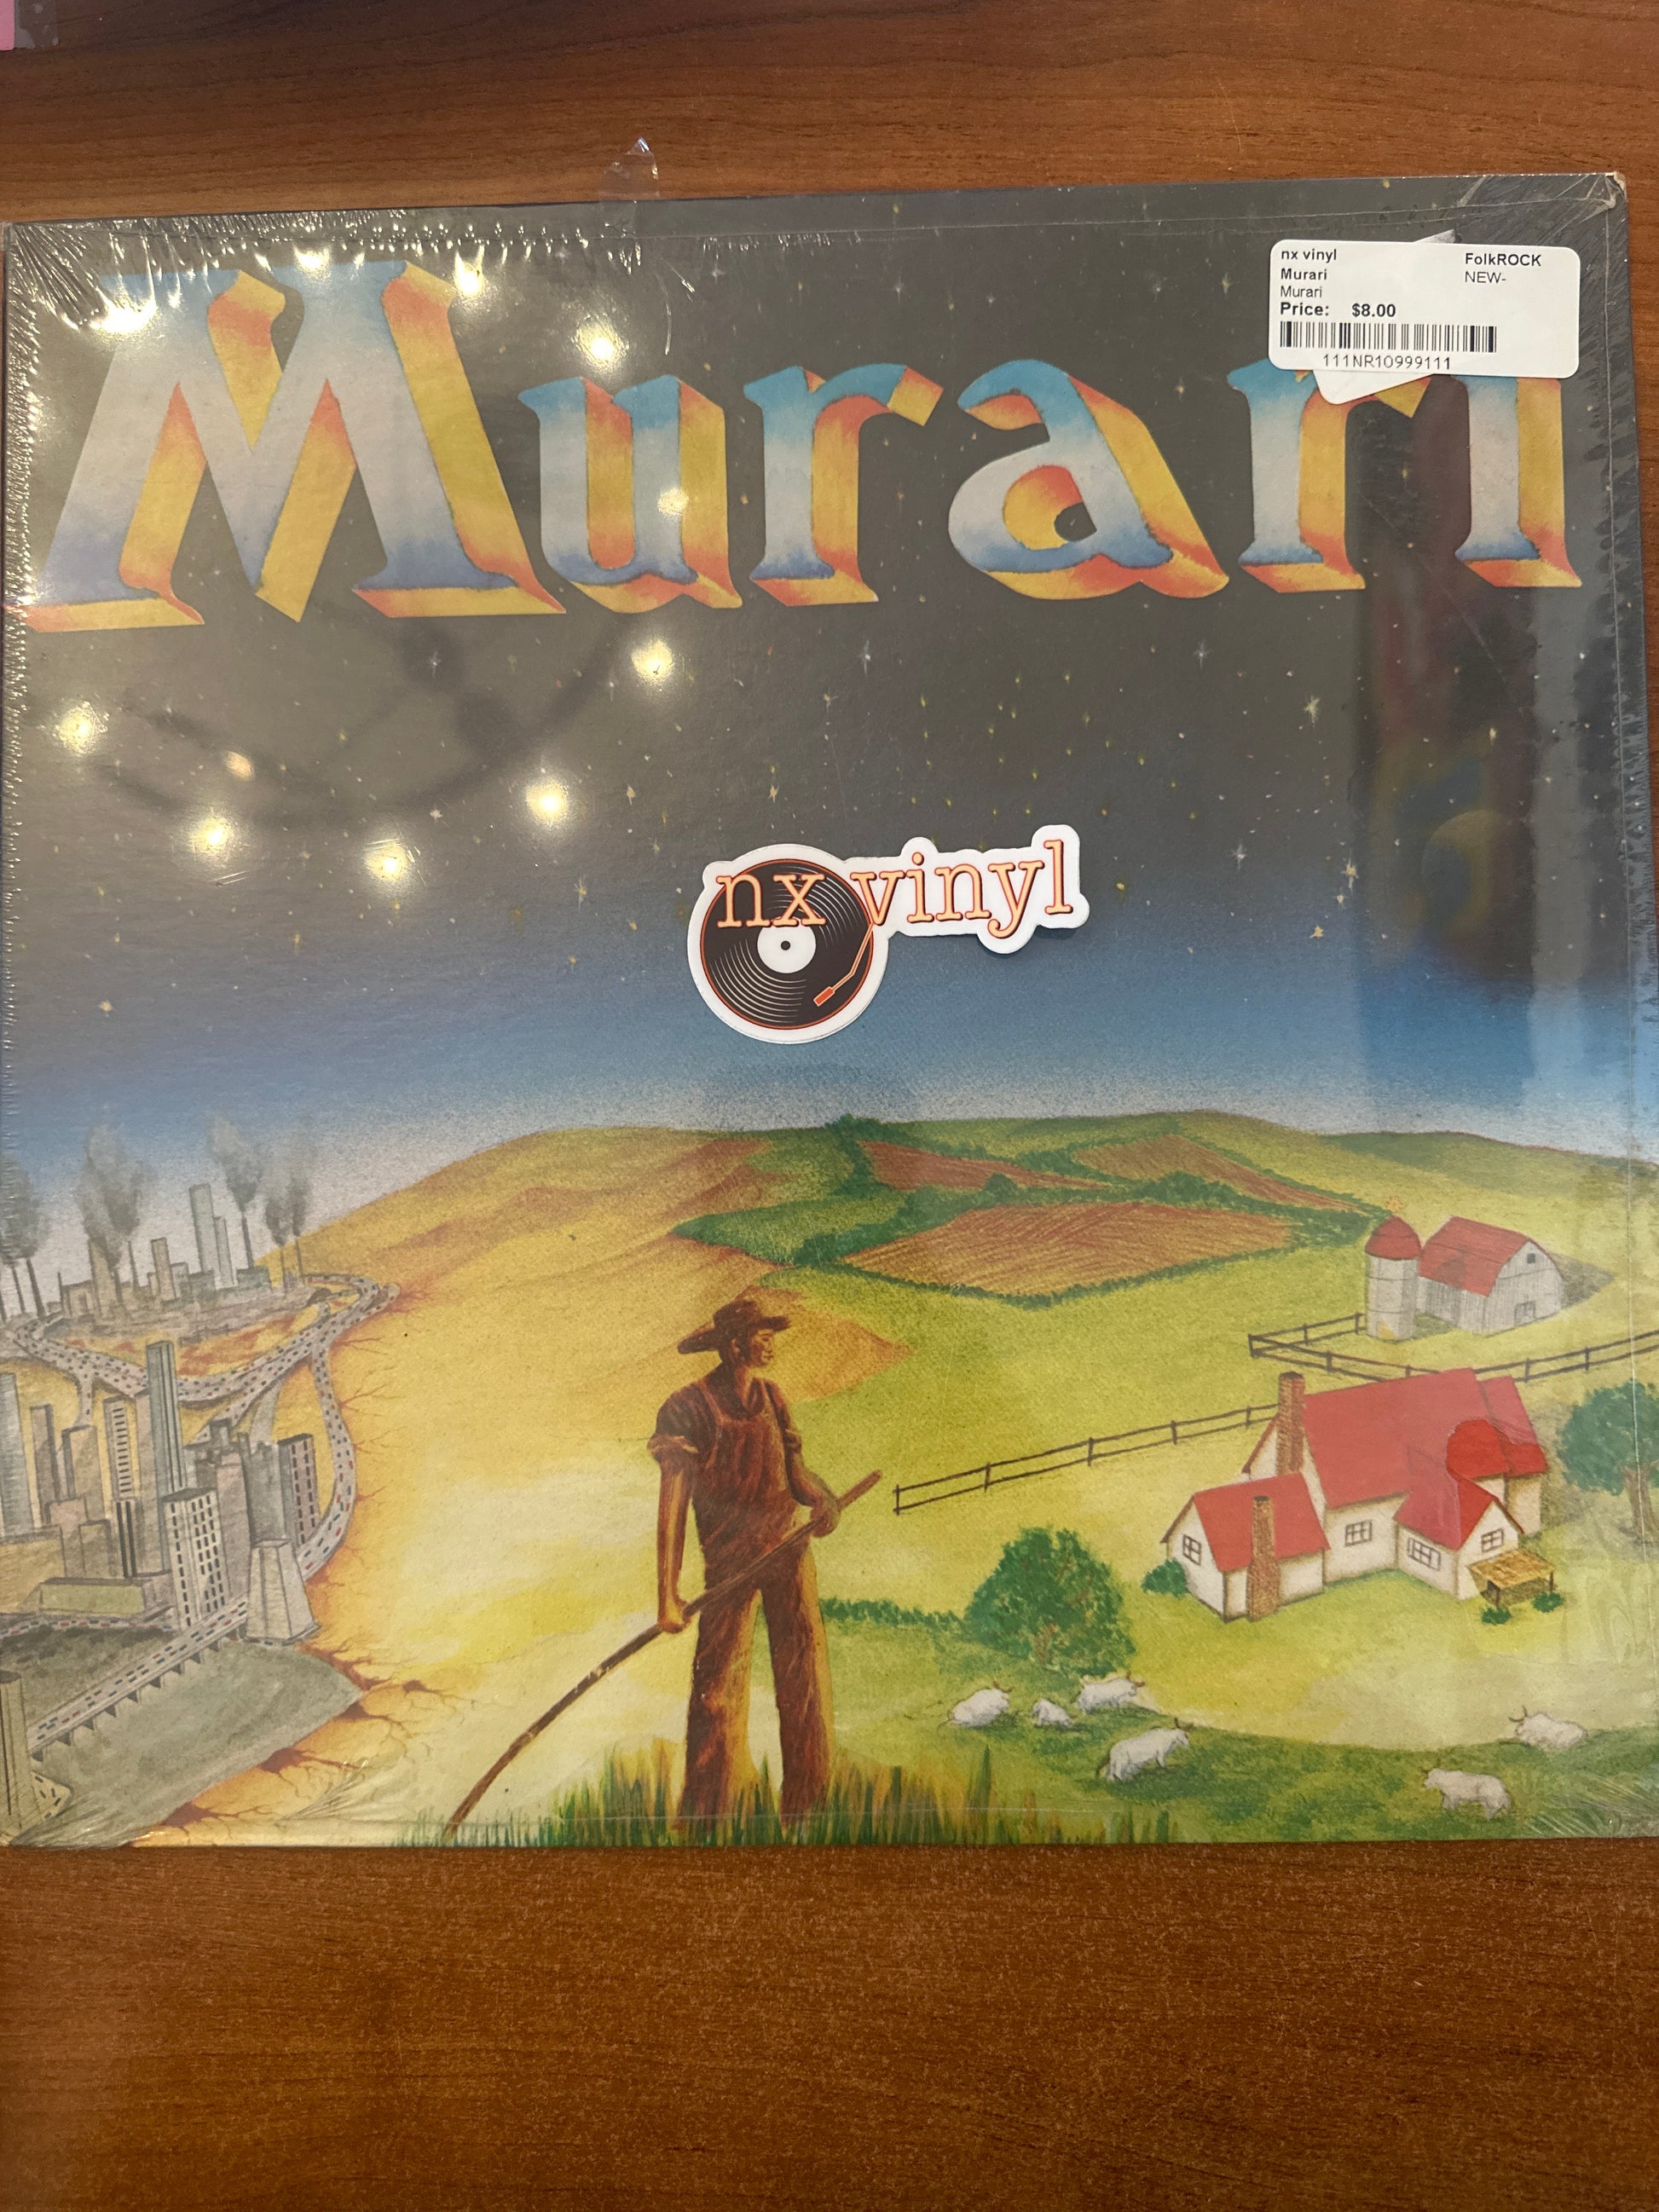 nx vinyl FolkROCK
Murari NEW-
Murari
Price: $8.00
111NR10999111
Murari
nx vinyl